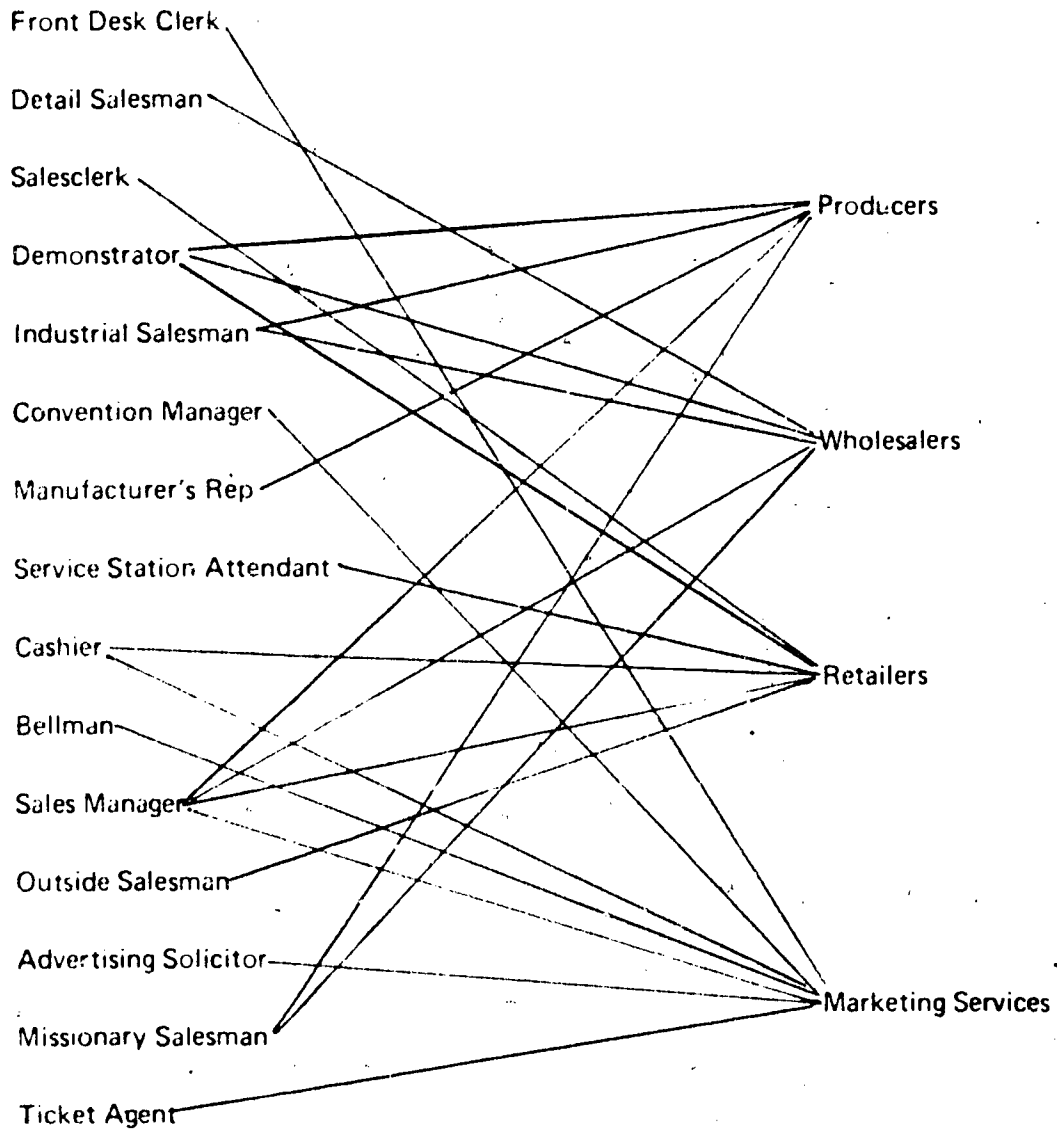 Front Desk Clerk
Detail Salesman
Salesclerk
Demonstrator
Industrial Salesman
Convention Manager
Manufacturer's Rep
Service Station Attendant
Cashier
Bellman
Sales Manager
Outside Salesman
Advertising Solicitor
Missionary Salesman
Ticket Agent
Producers
Wholesalers
Retailers
Marketing Services